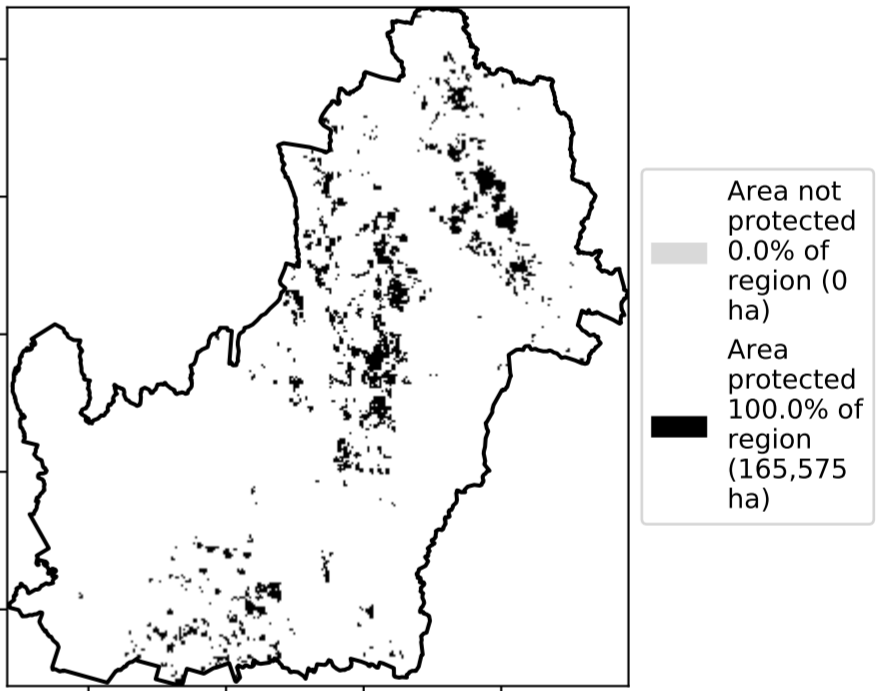 Area not
protected
0.0% of
region (0
ha)
Area
protected
100.0% of
region
(165,575
ha)